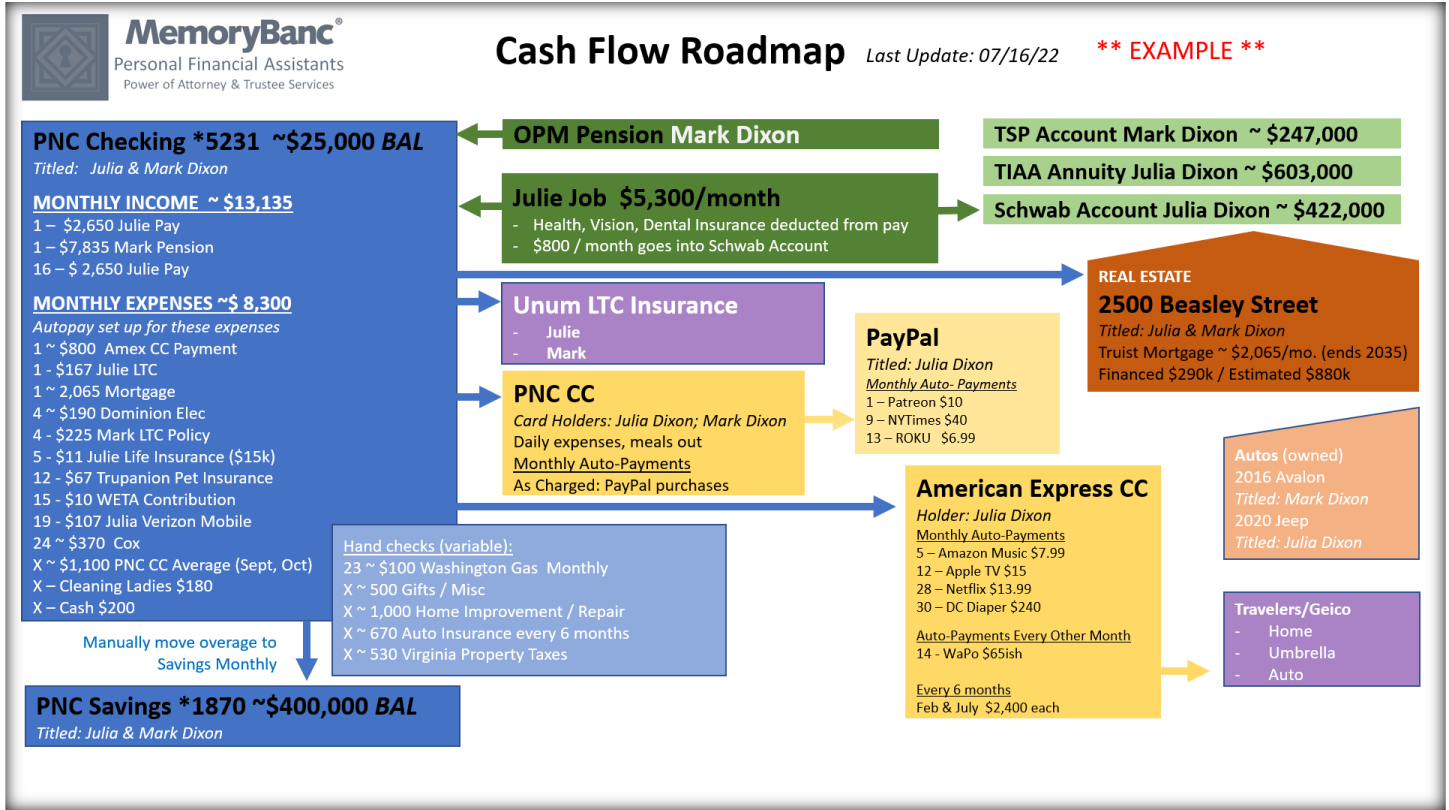 MemoryBanc®
Personal Financial Assistants
Power of Attorney & Trustee Services
Cash Flow Roadmap
Last Update: 07/16/22
** EXAMPLE **
PNC Checking *5231 ~$25,000 BAL
Titled: Julia & Mark Dixon
MONTHLY INCOME ~ $13,135
1 – $2,650 Julie Pay
1 – $7,835 Mark Pension
16 – $ 2,650 Julie Pay
MONTHLY EXPENSES ~$ 8,300
Autopay set up for these expenses
1 ~ $800 Amex CC Payment
1 - $167 Julie LTC
1 ~ 2,065 Mortgage
4 ~ $190 Dominion Elec
4 - $225 Mark LTC Policy
5 - $11 Julie Life Insurance ($15k)
12 - $67 Trupanion Pet Insurance
15 - $10 WETA Contribution
19 - $107 Julia Verizon Mobile
24 ~ $370 Cox
X ~ $1,100 PNC CC Average (Sept, Oct)
X – Cleaning Ladies $180
X – Cash $200
Hand checks (variable):
23 ~ $100 Washington Gas Monthly
X ~ 500 Gifts / Misc
X ~ 1,000 Home Improvement / Repair
X ~ 670 Auto Insurance every 6 months
X ~ 530 Virginia Property Taxes
Manually move overage to
Savings Monthly
PNC Savings *1870 ~$400,000 BAL
Titled: Julia & Mark Dixon
OPM Pension Mark Dixon
Julie Job $5,300/month
- Health, Vision, Dental Insurance deducted from pay
- $800 / month goes into Schwab Account
TSP Account Mark Dixon ~ $247,000
TIAA Annuity Julia Dixon ~ $603,000
Schwab Account Julia Dixon ~ $422,000
Unum LTC Insurance
- Julie
- Mark
PNC CC
Card Holders: Julia Dixon; Mark Dixon
Daily expenses, meals out
Monthly Auto-Payments
As Charged: PayPal purchases
PayPal
Titled: Julia Dixon
Monthly Auto- Payments
1 – Patreon $10
9 – NYTimes $40
13 – ROKU $6.99
REAL ESTATE
2500 Beasley Street
Titled: Julia & Mark Dixon
Truist Mortgage ~ $2,065/mo. (ends 2035)
Financed $290k / Estimated $880k
American Express CC
Holder: Julia Dixon
Monthly Auto-Payments
5 – Amazon Music $7.99
12 – Apple TV $15
28 – Netflix $13.99
30 – DC Diaper $240
Auto-Payments Every Other Month
14 - WaPo $65ish
Every 6 months
Feb & July $2,400 each
Autos (owned)
2016 Avalon
Titled: Mark Dixon
2020 Jeep
Titled: Julia Dixon
Travelers/Geico
- Home
- Umbrella
- Auto